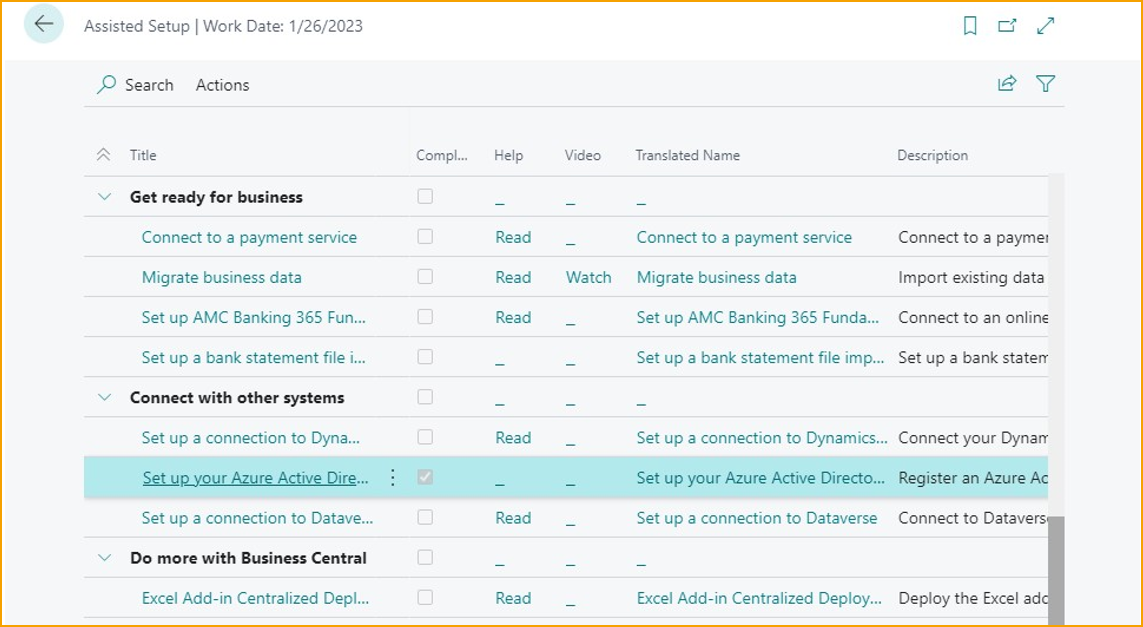 Assisted Setup | Work Date: 1/26/2023
Search Actions
Title Compl... Help Video Translated Name Description
Get ready for business _ _ _
Connect to a payment service Read _ Connect to a payment service Connect to a paymer
Migrate business data Read Watch Migrate business data Import existing data
Set up AMC Banking 365 Fun... Read _ Set up AMC Banking 365 Funda... Connect to an online
Set up a bank statement file i... _ _ Set up a bank statement file imp... Set up a bank statem
Connect with other systems _ _ _
Set up a connection to Dyna... Read _ Set up a connection to Dynamics... Connect your Dynam
Set up your Azure Active Dire... _ _ Set up your Azure Active Directo... Register an Azure Ac
Set up a connection to Datave... Read _ Set up a connection to Dataverse Connect to Dataverse
Do more with Business Central _ _ _
Excel Add-in Centralized Depl... Read _ Excel Add-in Centralized Deploy... Deploy the Excel add